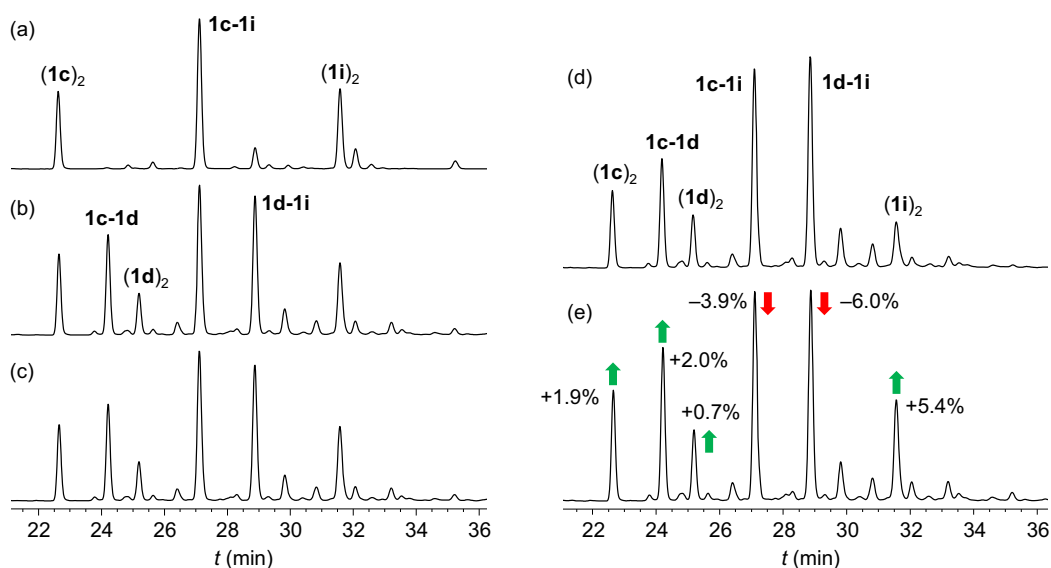 (a)
1c-1i
(1c)₂
(1i)₂
(b)
1c-1d
(1d)₂
1d-1i
(c)
22 24 26 28 30 32 34 36
t (min)
(d)
1c-1i
1d-1i
1c-1d
(1c)₂
(1d)₂
(1i)₂
(e)
–3.9%
–6.0%
+2.0%
+1.9%
+0.7%
+5.4%
22 24 26 28 30 32 34 36
t (min)